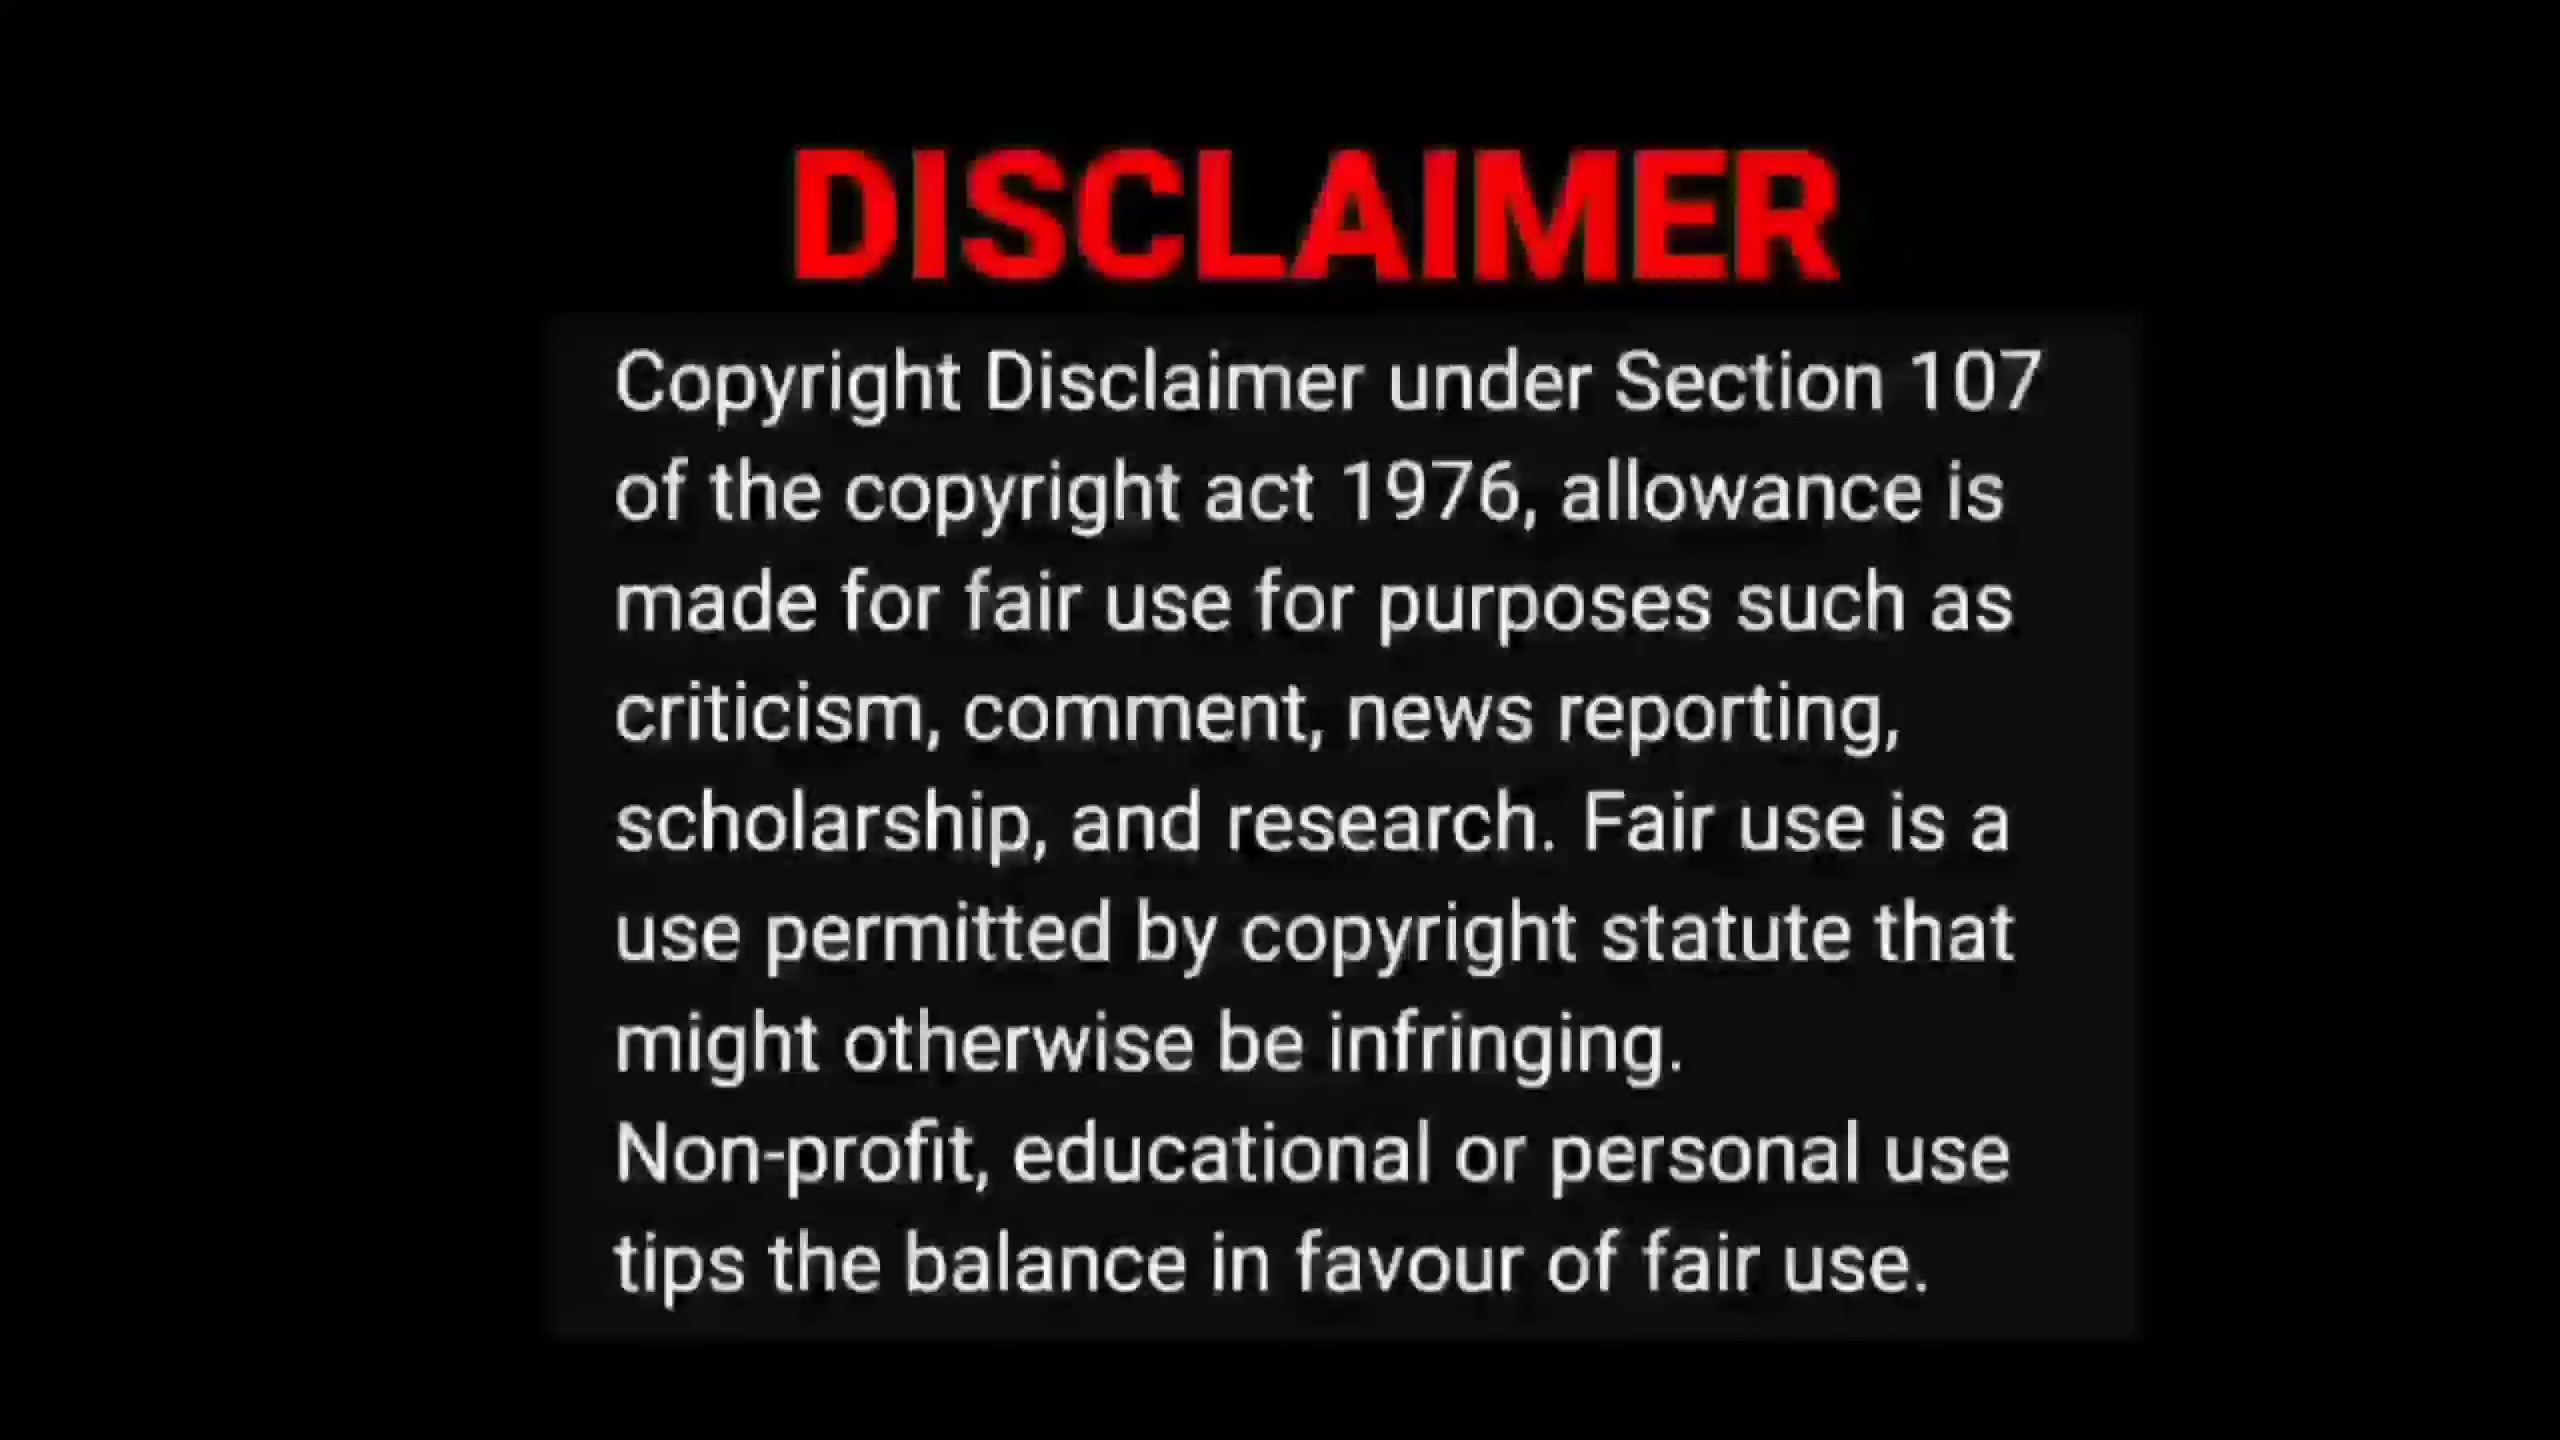 DISCLAIMER
Copyright Disclaimer under Section 107
of the copyright act 1976, allowance is
made for fair use for purposes such as
criticism, comment, news reporting,
scholarship, and research. Fair use is a
use permitted by copyright statute that
might otherwise be infringing.
Non-profit, educational or personal use
tips the balance in favour of fair use.